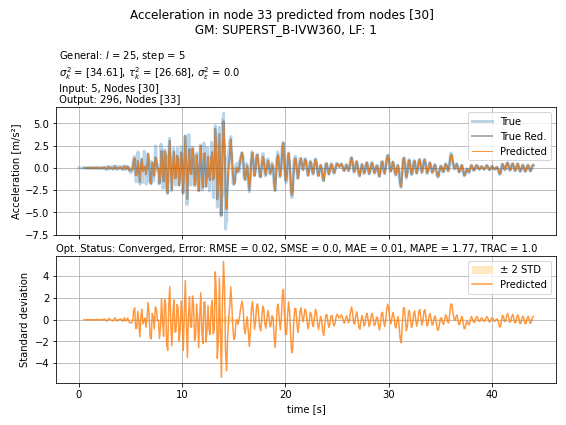 Acceleration in node 33 predicted from nodes [30]
GM: SUPERST_B-IVW360, LF: 1
General: l = 25, step = 5
σ²ₖ = [34.61], τ²ₖ = [26.68], σ²ε = 0.0
Input: 5, Nodes [30]
Output: 296, Nodes [33]
Acceleration [m/s²]
5.0
2.5
0.0
−2.5
−5.0
−7.5
True
True Red.
Predicted
Opt. Status: Converged, Error: RMSE = 0.02, SMSE = 0.0, MAE = 0.01, MAPE = 1.77, TRAC = 1.0
Standard deviation
4
2
0
−2
−4
± 2 STD
Predicted
0
10
20
30
40
time [s]